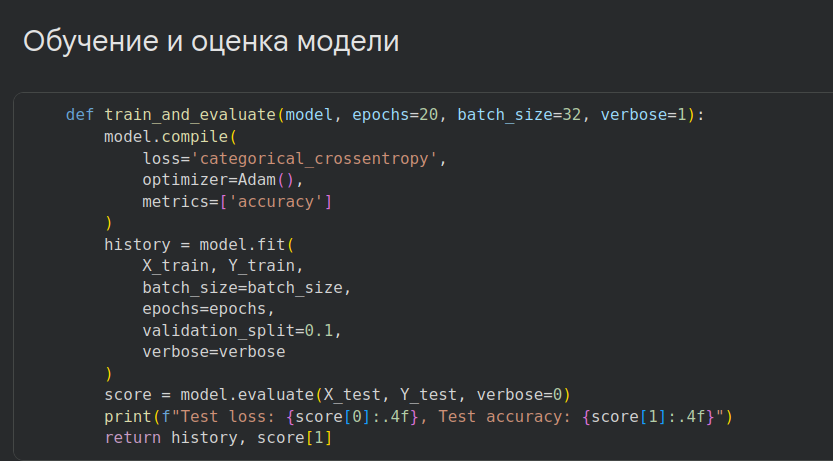 Обучение и оценка модели
def train_and_evaluate(model, epochs=20, batch_size=32, verbose=1):
    model.compile(
        loss='categorical_crossentropy',
        optimizer=Adam(),
        metrics=['accuracy']
    )
    history = model.fit(
        X_train, Y_train,
        batch_size=batch_size,
        epochs=epochs,
        validation_split=0.1,
        verbose=verbose
    )
    score = model.evaluate(X_test, Y_test, verbose=0)
    print(f"Test loss: {score[0]:.4f}, Test accuracy: {score[1]:.4f}")
    return history, score[1]